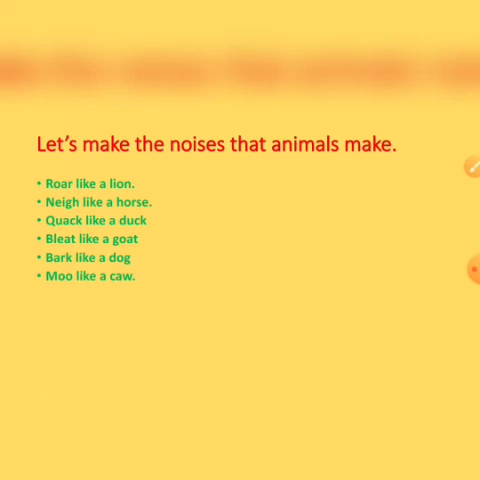 Let’s make the noises that animals make.
• Roar like a lion.
• Neigh like a horse.
• Quack like a duck
• Bleat like a goat
• Bark like a dog
• Moo like a caw.